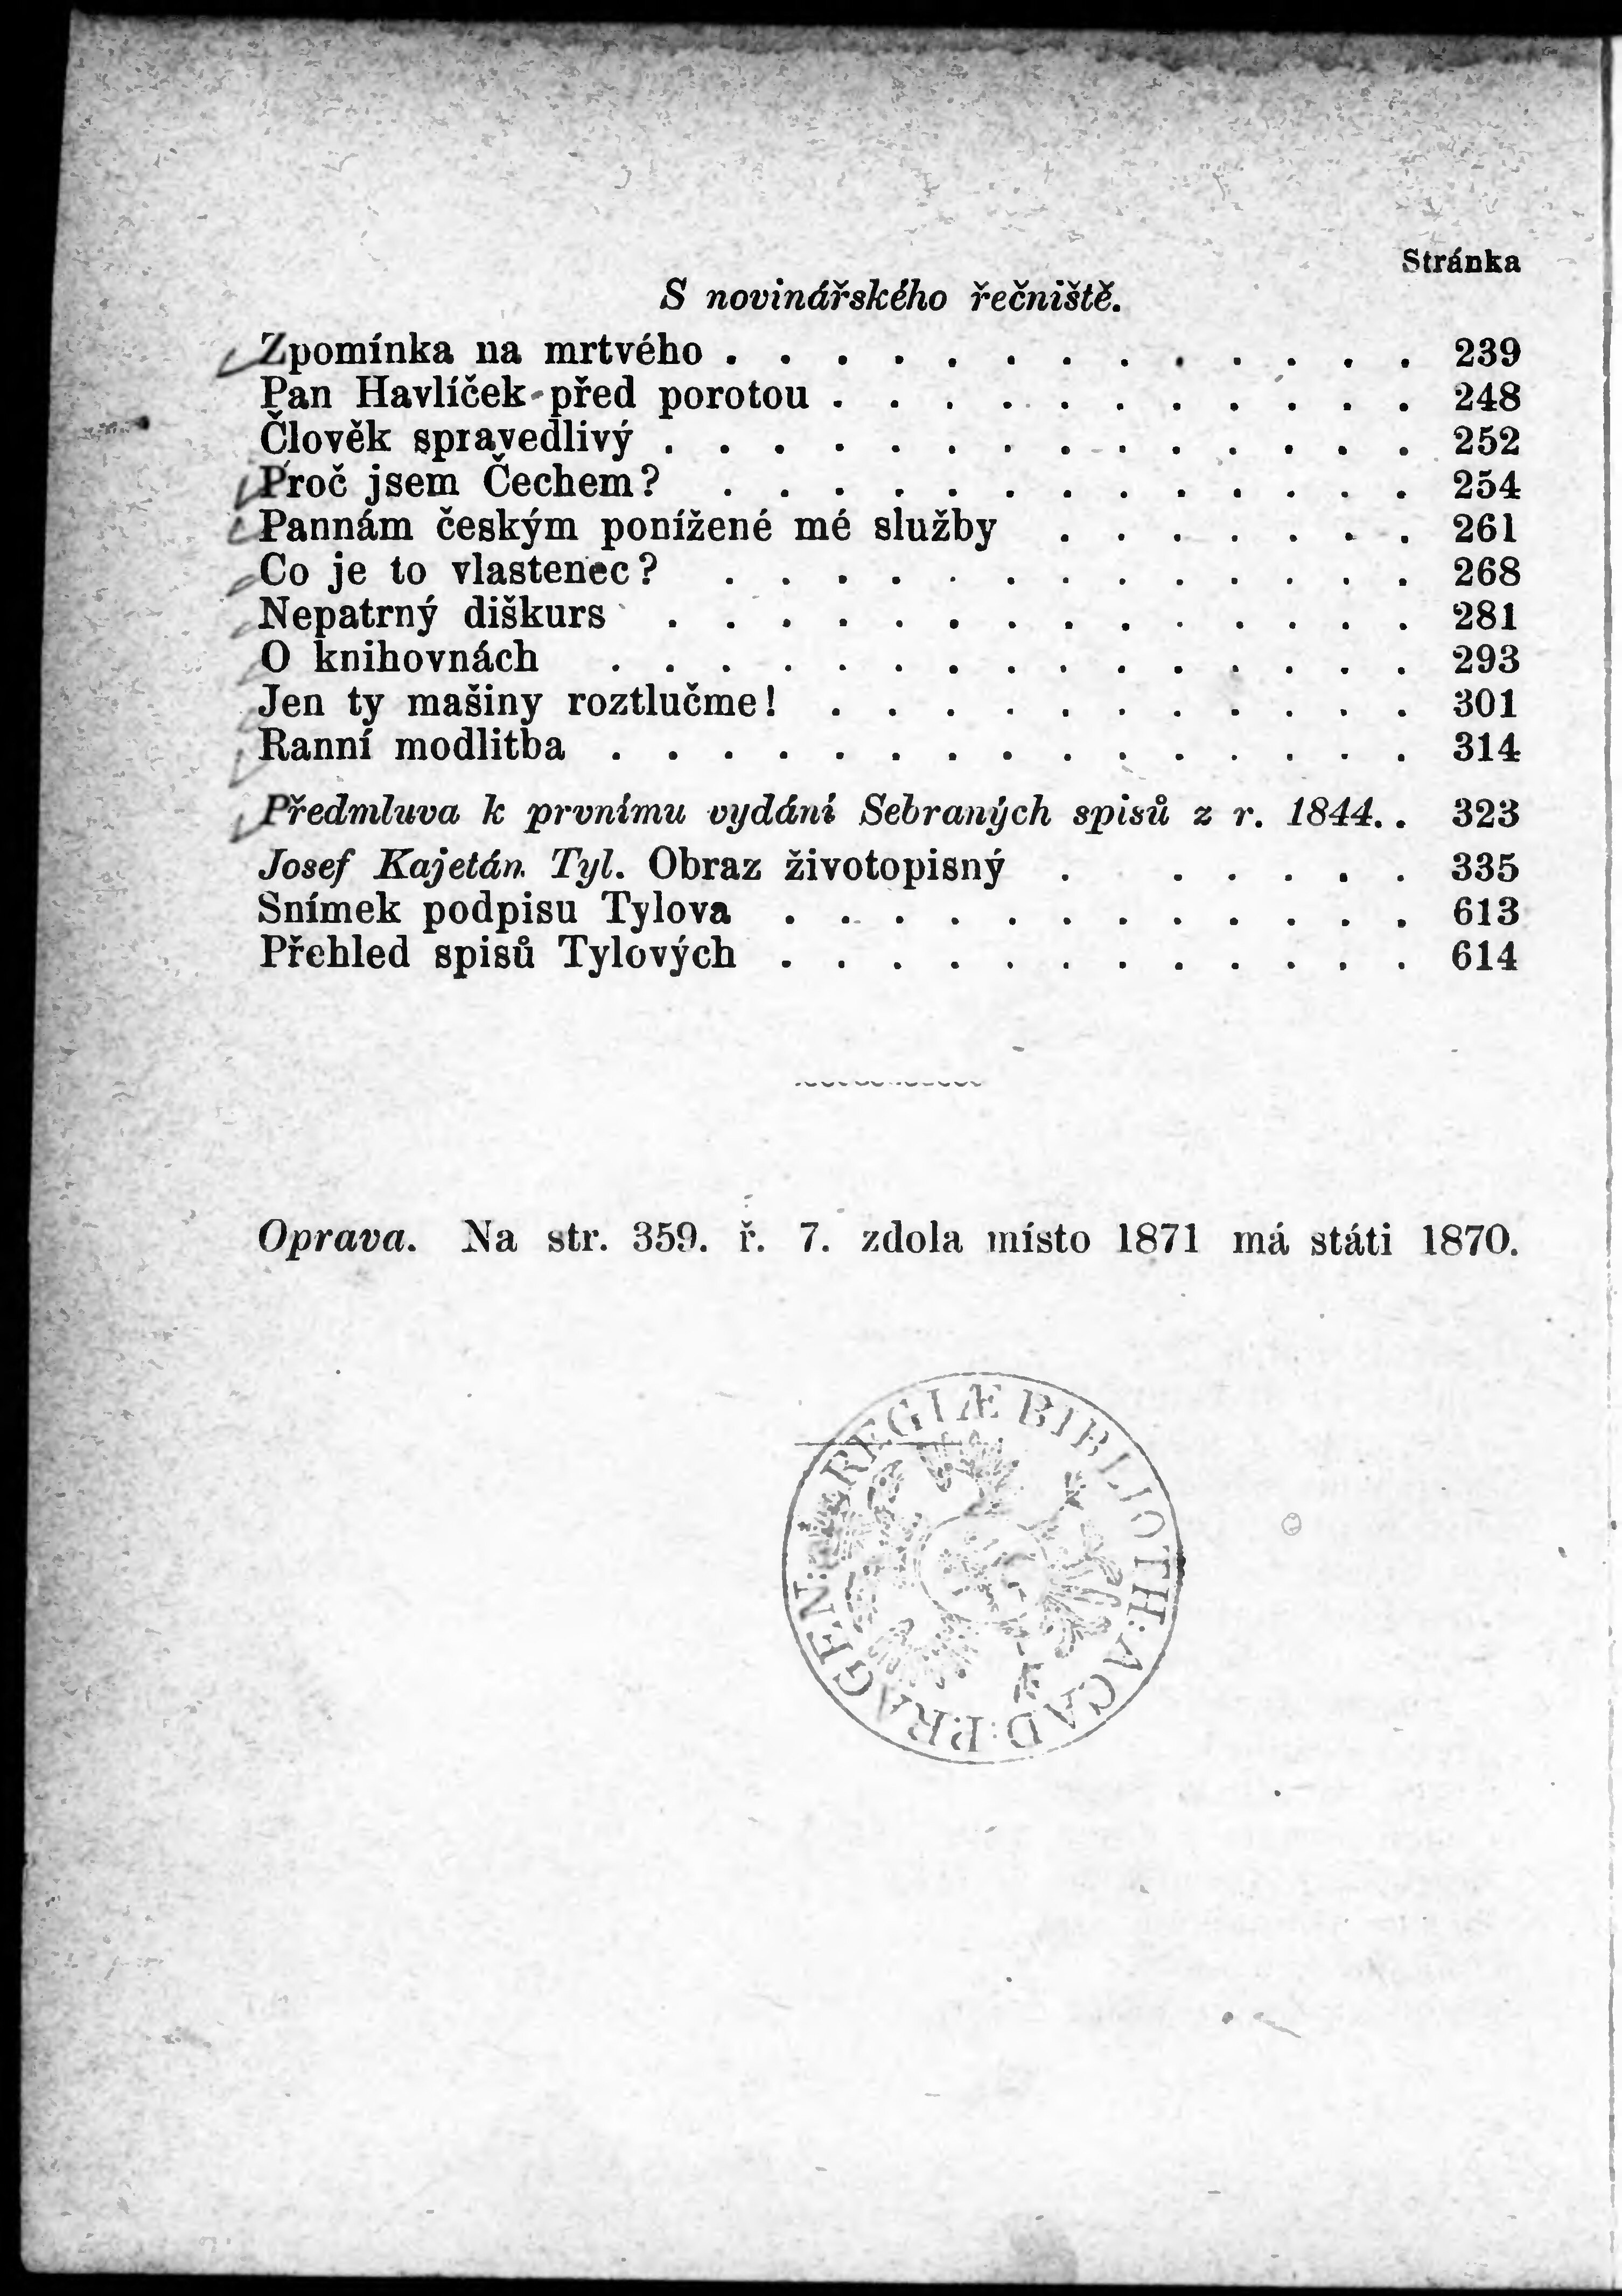 Stránka
S novinářského řečniště.
Zpomínka na mrtvého . . . . . . . . . . . . . 239
Pan Havlíček před porotou . . . . . . . . . . . 248
Člověk spravedlivý . . . . . . . . . . . . . . 252
Proč jsem Čechem? . . . . . . . . . . . . . 254
Pannám českým ponížené mé služby . . . . . . . 261
Co je to vlastenec? . . . . . . . . . . . . . 268
Nepatrný diškurs . . . . . . . . . . . . . . 281
O knihovnách . . . . . . . . . . . . . . . 293
Jen ty mašiny roztlučme! . . . . . . . . . . . 301
Ranní modlitba . . . . . . . . . . . . . . . 314
Předmluva k prvnímu vydání Sebraných spisů z r. 1844. . 323
Josef Kajetán Tyl. Obraz životopisný . . . . . . 335
Snímek podpisu Tylova . . . . . . . . . . . . 613
Přehled spisů Tylových . . . . . . . . . . . . 614
Oprava. Na str. 359. ř. 7. zdola místo 1871 má státi 1870.
REGIÆ BIBLIOTH: ACAD: PRAGEN: